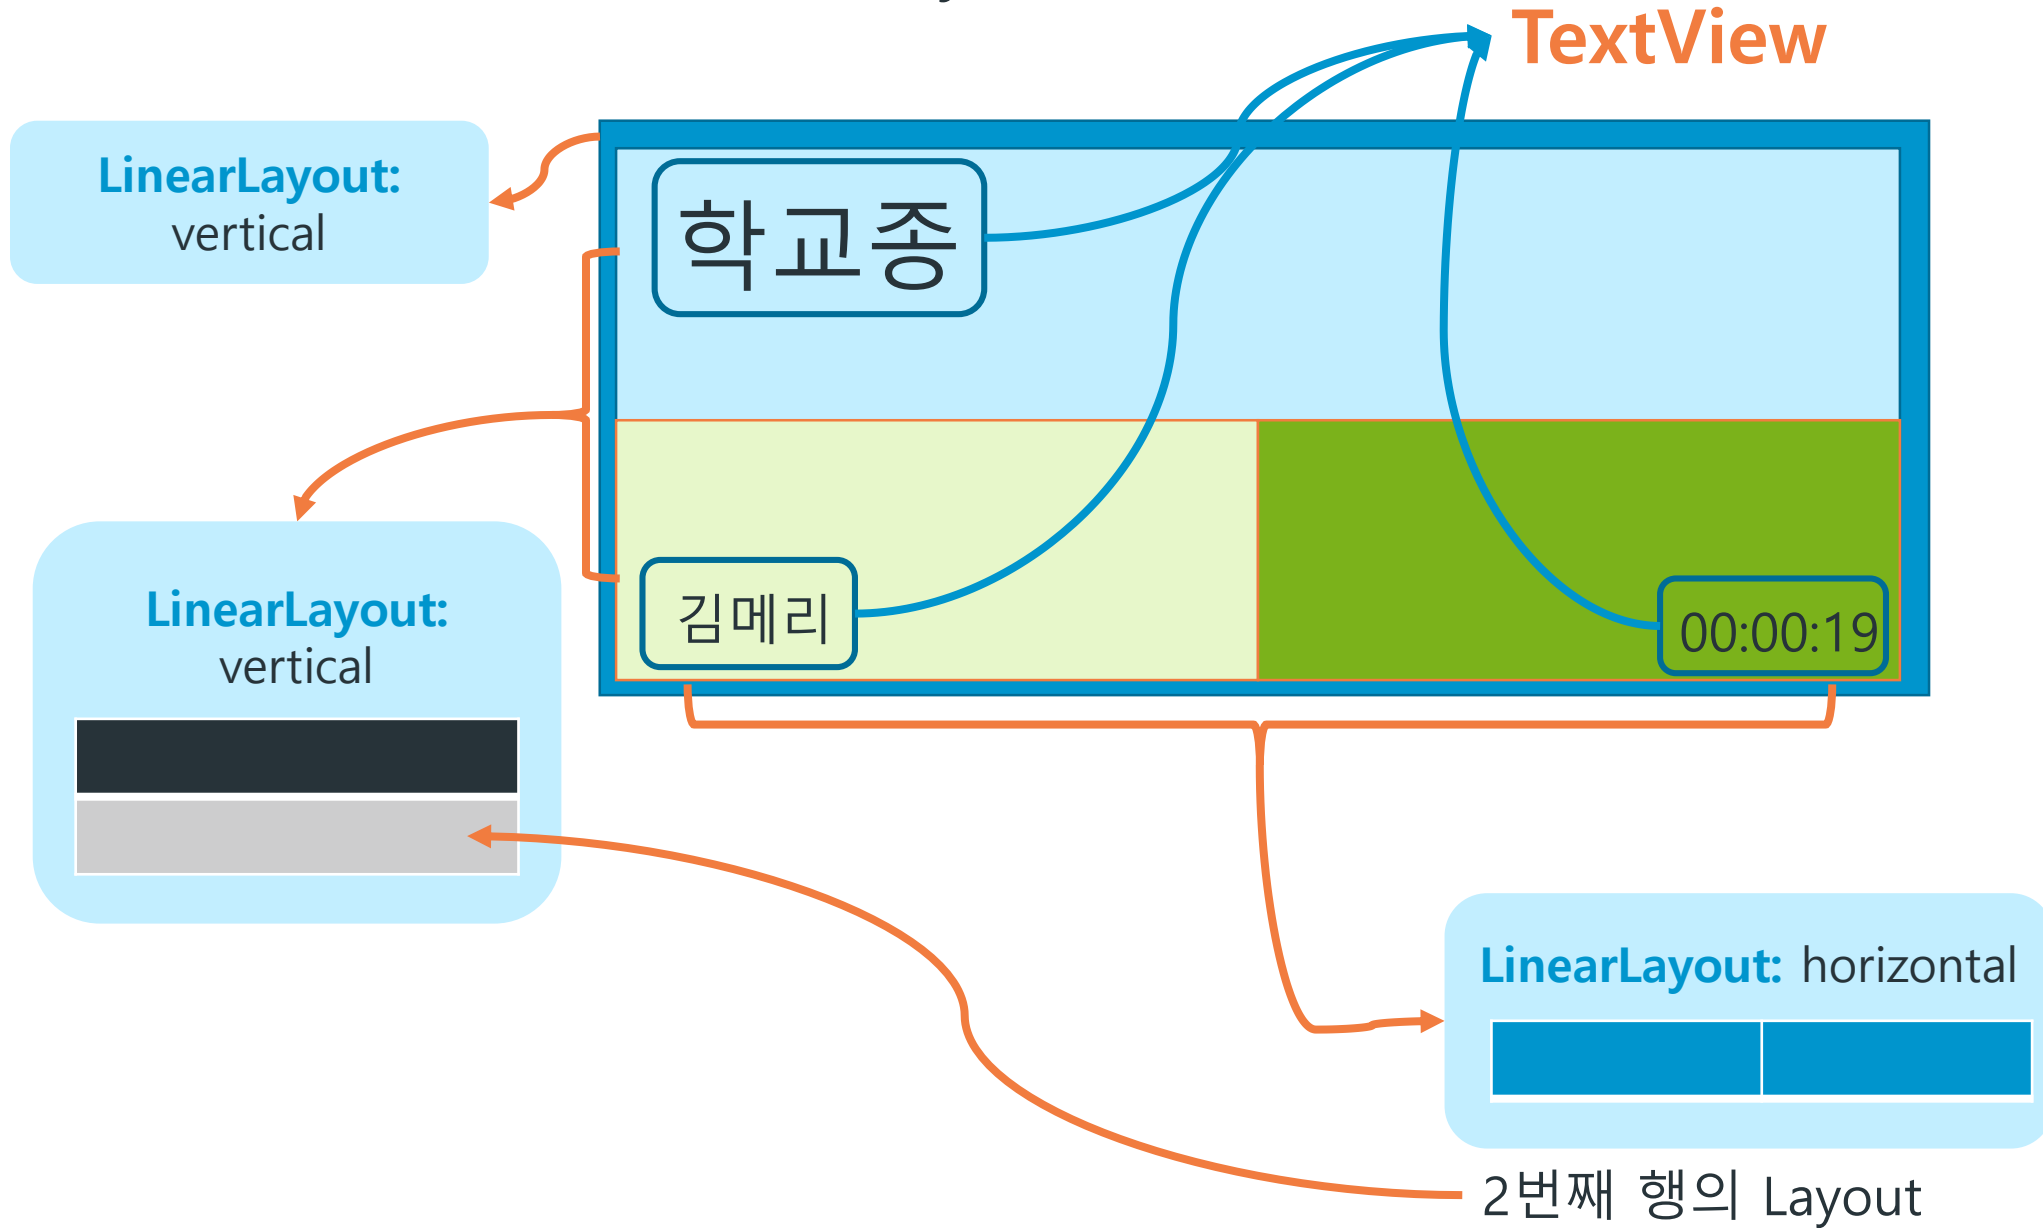 TextView
LinearLayout:
vertical
학교종
LinearLayout:
vertical
김메리
00:00:19
LinearLayout: horizontal
2번째 행의 Layout